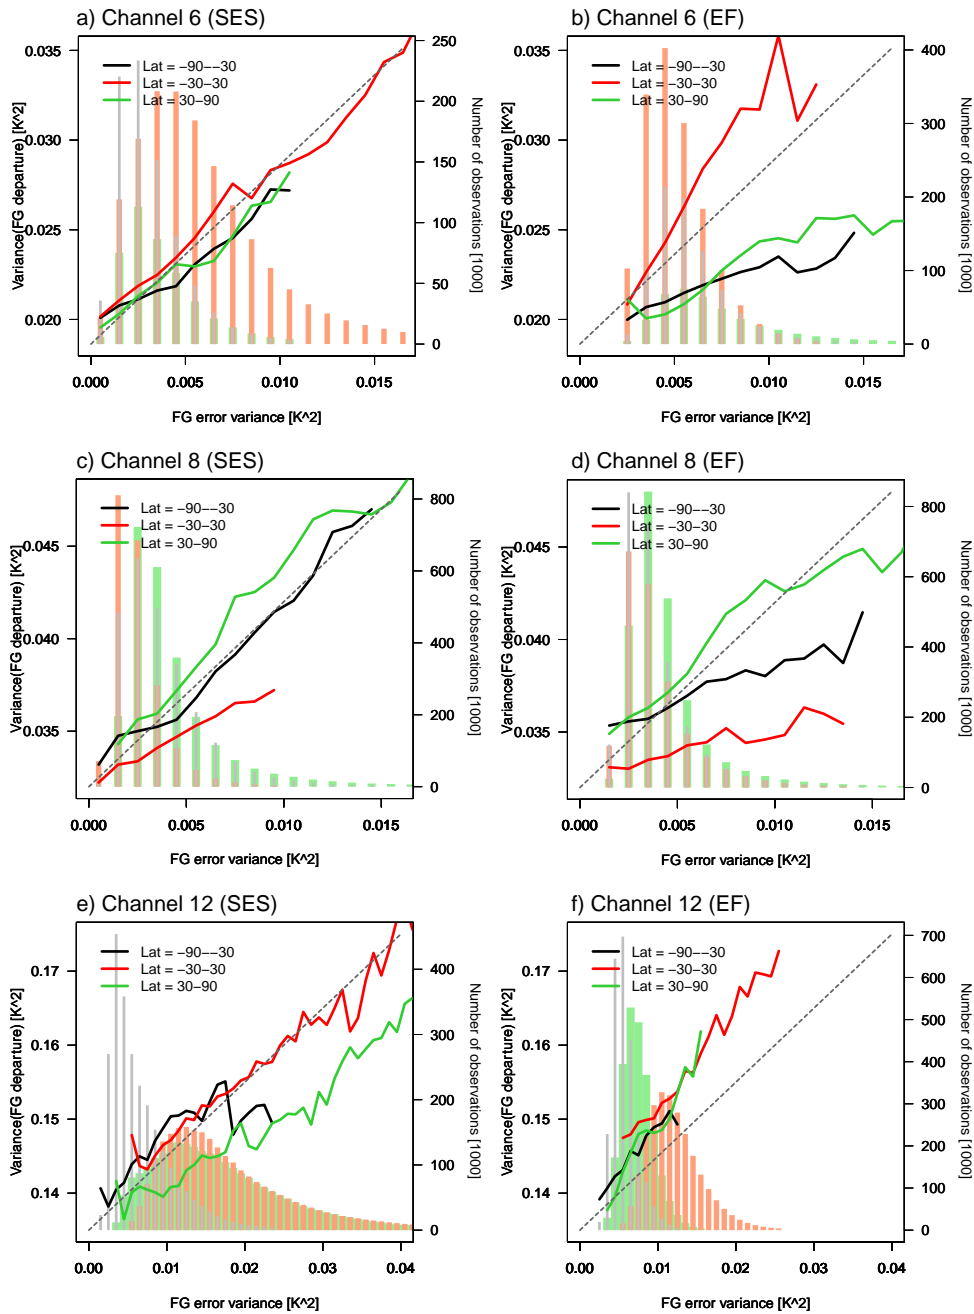 a) Channel 6 (SES)
Lat = −90−−30
Lat = −30−30
Lat = 30−90
0.035
0.030
0.025
0.020
Variance(FG departure) [K^2]
250
200
150
100
50
0
Number of observations [1000]
0.000 0.005 0.010 0.015
FG error variance [K^2]
b) Channel 6 (EF)
Lat = −90−−30
Lat = −30−30
Lat = 30−90
0.035
0.030
0.025
0.020
Variance(FG departure) [K^2]
400
300
200
100
0
Number of observations [1000]
0.000 0.005 0.010 0.015
FG error variance [K^2]
c) Channel 8 (SES)
Lat = −90−−30
Lat = −30−30
Lat = 30−90
0.045
0.040
0.035
Variance(FG departure) [K^2]
800
600
400
200
0
Number of observations [1000]
0.000 0.005 0.010 0.015
FG error variance [K^2]
d) Channel 8 (EF)
Lat = −90−−30
Lat = −30−30
Lat = 30−90
0.045
0.040
0.035
Variance(FG departure) [K^2]
800
600
400
200
0
Number of observations [1000]
0.000 0.005 0.010 0.015
FG error variance [K^2]
e) Channel 12 (SES)
Lat = −90−−30
Lat = −30−30
Lat = 30−90
0.17
0.16
0.15
0.14
Variance(FG departure) [K^2]
400
300
200
100
0
Number of observations [1000]
0.00 0.01 0.02 0.03 0.04
FG error variance [K^2]
f) Channel 12 (EF)
Lat = −90−−30
Lat = −30−30
Lat = 30−90
0.17
0.16
0.15
0.14
Variance(FG departure) [K^2]
700
600
500
400
300
200
100
0
Number of observations [1000]
0.00 0.01 0.02 0.03 0.04
FG error variance [K^2]